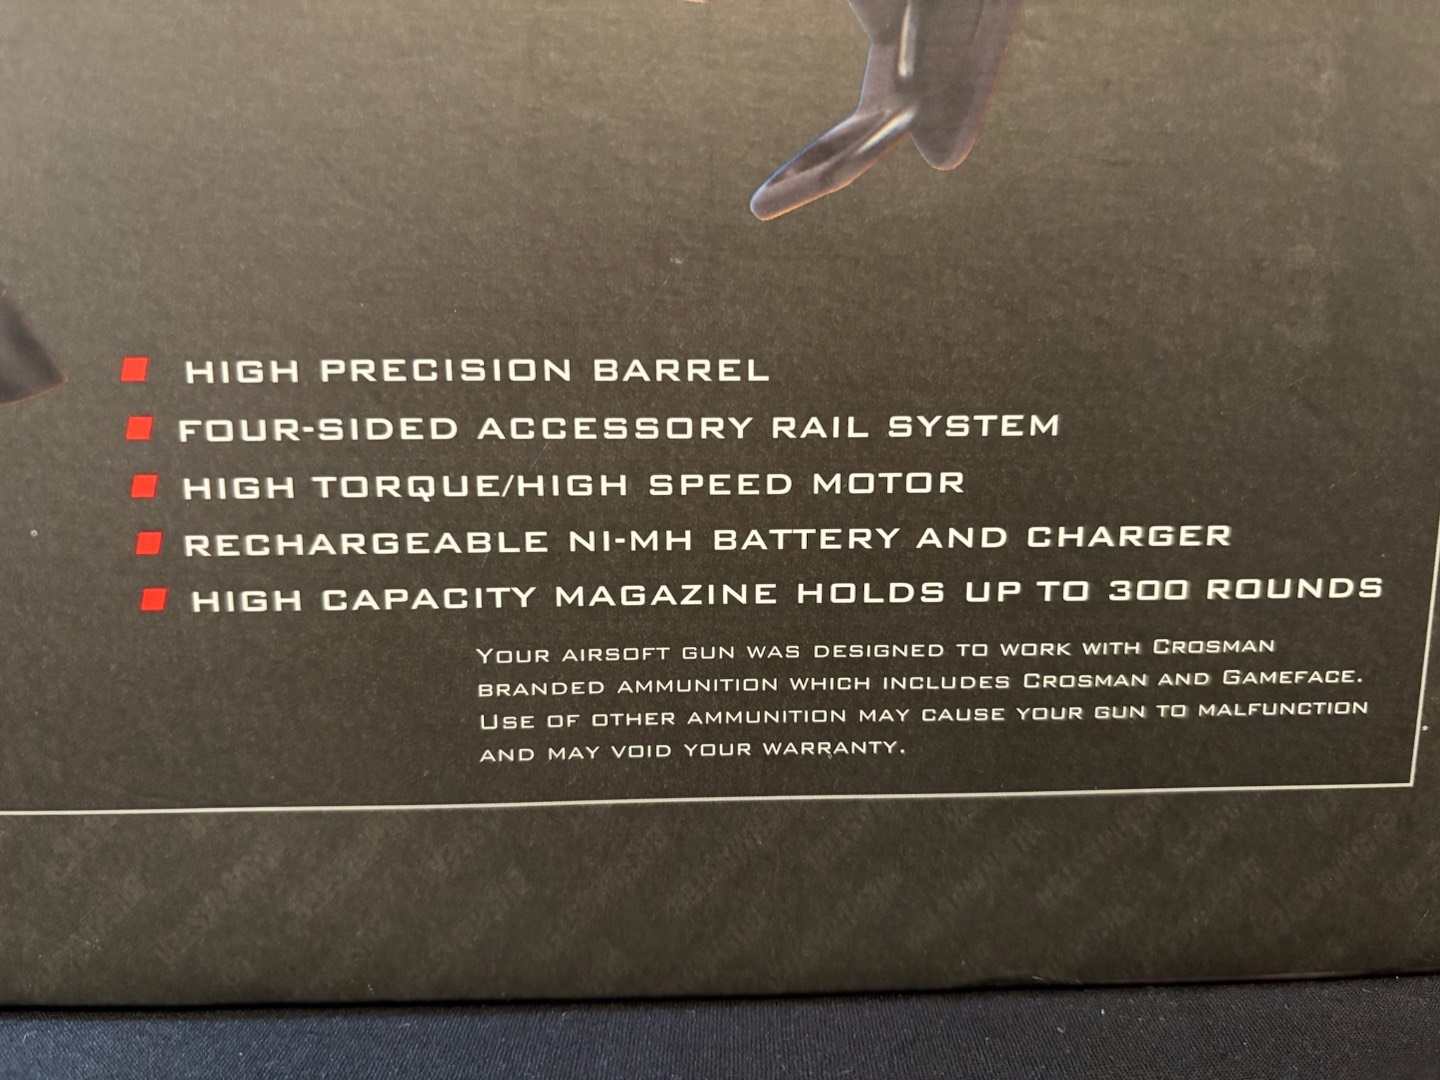 HIGH PRECISION BARREL
FOUR-SIDED ACCESSORY RAIL SYSTEM
HIGH TORQUE/HIGH SPEED MOTOR
RECHARGEABLE NI-MH BATTERY AND CHARGER
HIGH CAPACITY MAGAZINE HOLDS UP TO 300 ROUNDS
YOUR AIRSOFT GUN WAS DESIGNED TO WORK WITH CROSMAN
BRANDED AMMUNITION WHICH INCLUDES CROSMAN AND GAMEFACE.
USE OF OTHER AMMUNITION MAY CAUSE YOUR GUN TO MALFUNCTION
AND MAY VOID YOUR WARRANTY.